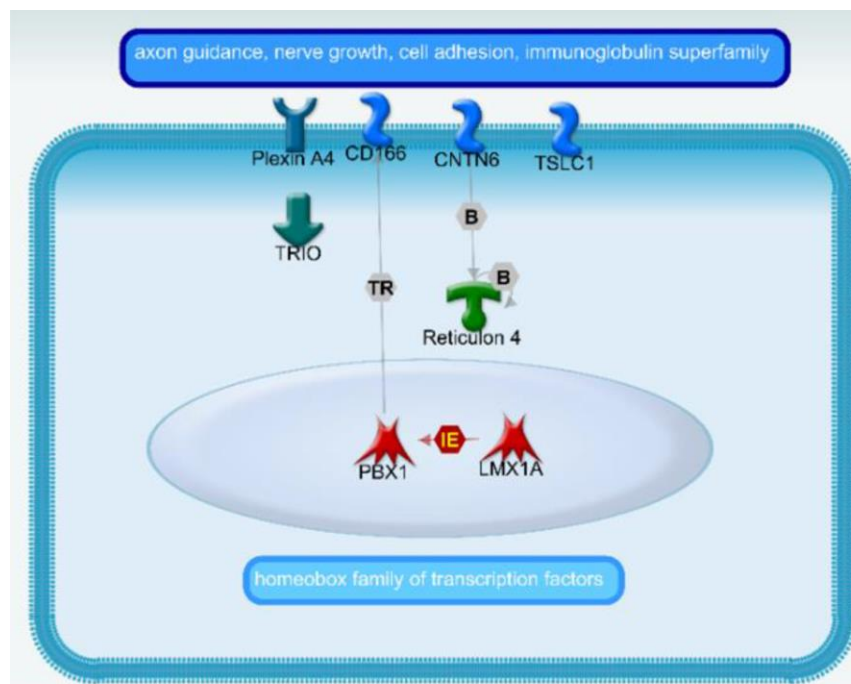 axon guidance, nerve growth, cell adhesion, immunoglobulin superfamily
Plexin A4
CD166
CNTN6
TSLC1
B
TRIO
TR
B
Reticulon 4
IE
PBX1
LMX1A
homeobox family of transcription factors